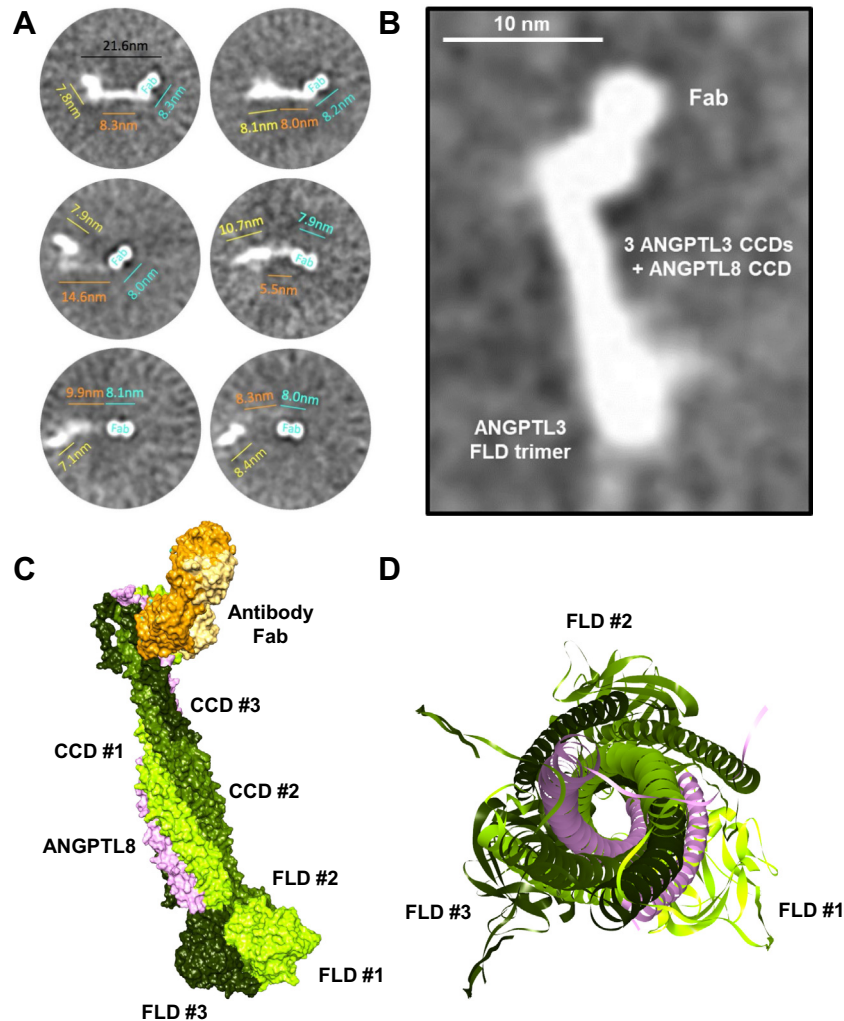 A
21.6nm
7.8nm
8.3nm
Fab
8.3nm
8.1nm
8.0nm
Fab
8.2nm
7.9nm
14.6nm
Fab
8.0nm
10.7nm
7.9nm
5.5nm
Fab
9.9nm
8.1nm
7.1nm
Fab
8.3nm
8.0nm
8.4nm
Fab
B
10 nm
Fab
3 ANGPTL3 CCDs
+ ANGPTL8 CCD
ANGPTL3
FLD trimer
C
Antibody
Fab
CCD #3
CCD #1
CCD #2
ANGPTL8
FLD #2
FLD #1
FLD #3
D
FLD #2
FLD #3
FLD #1